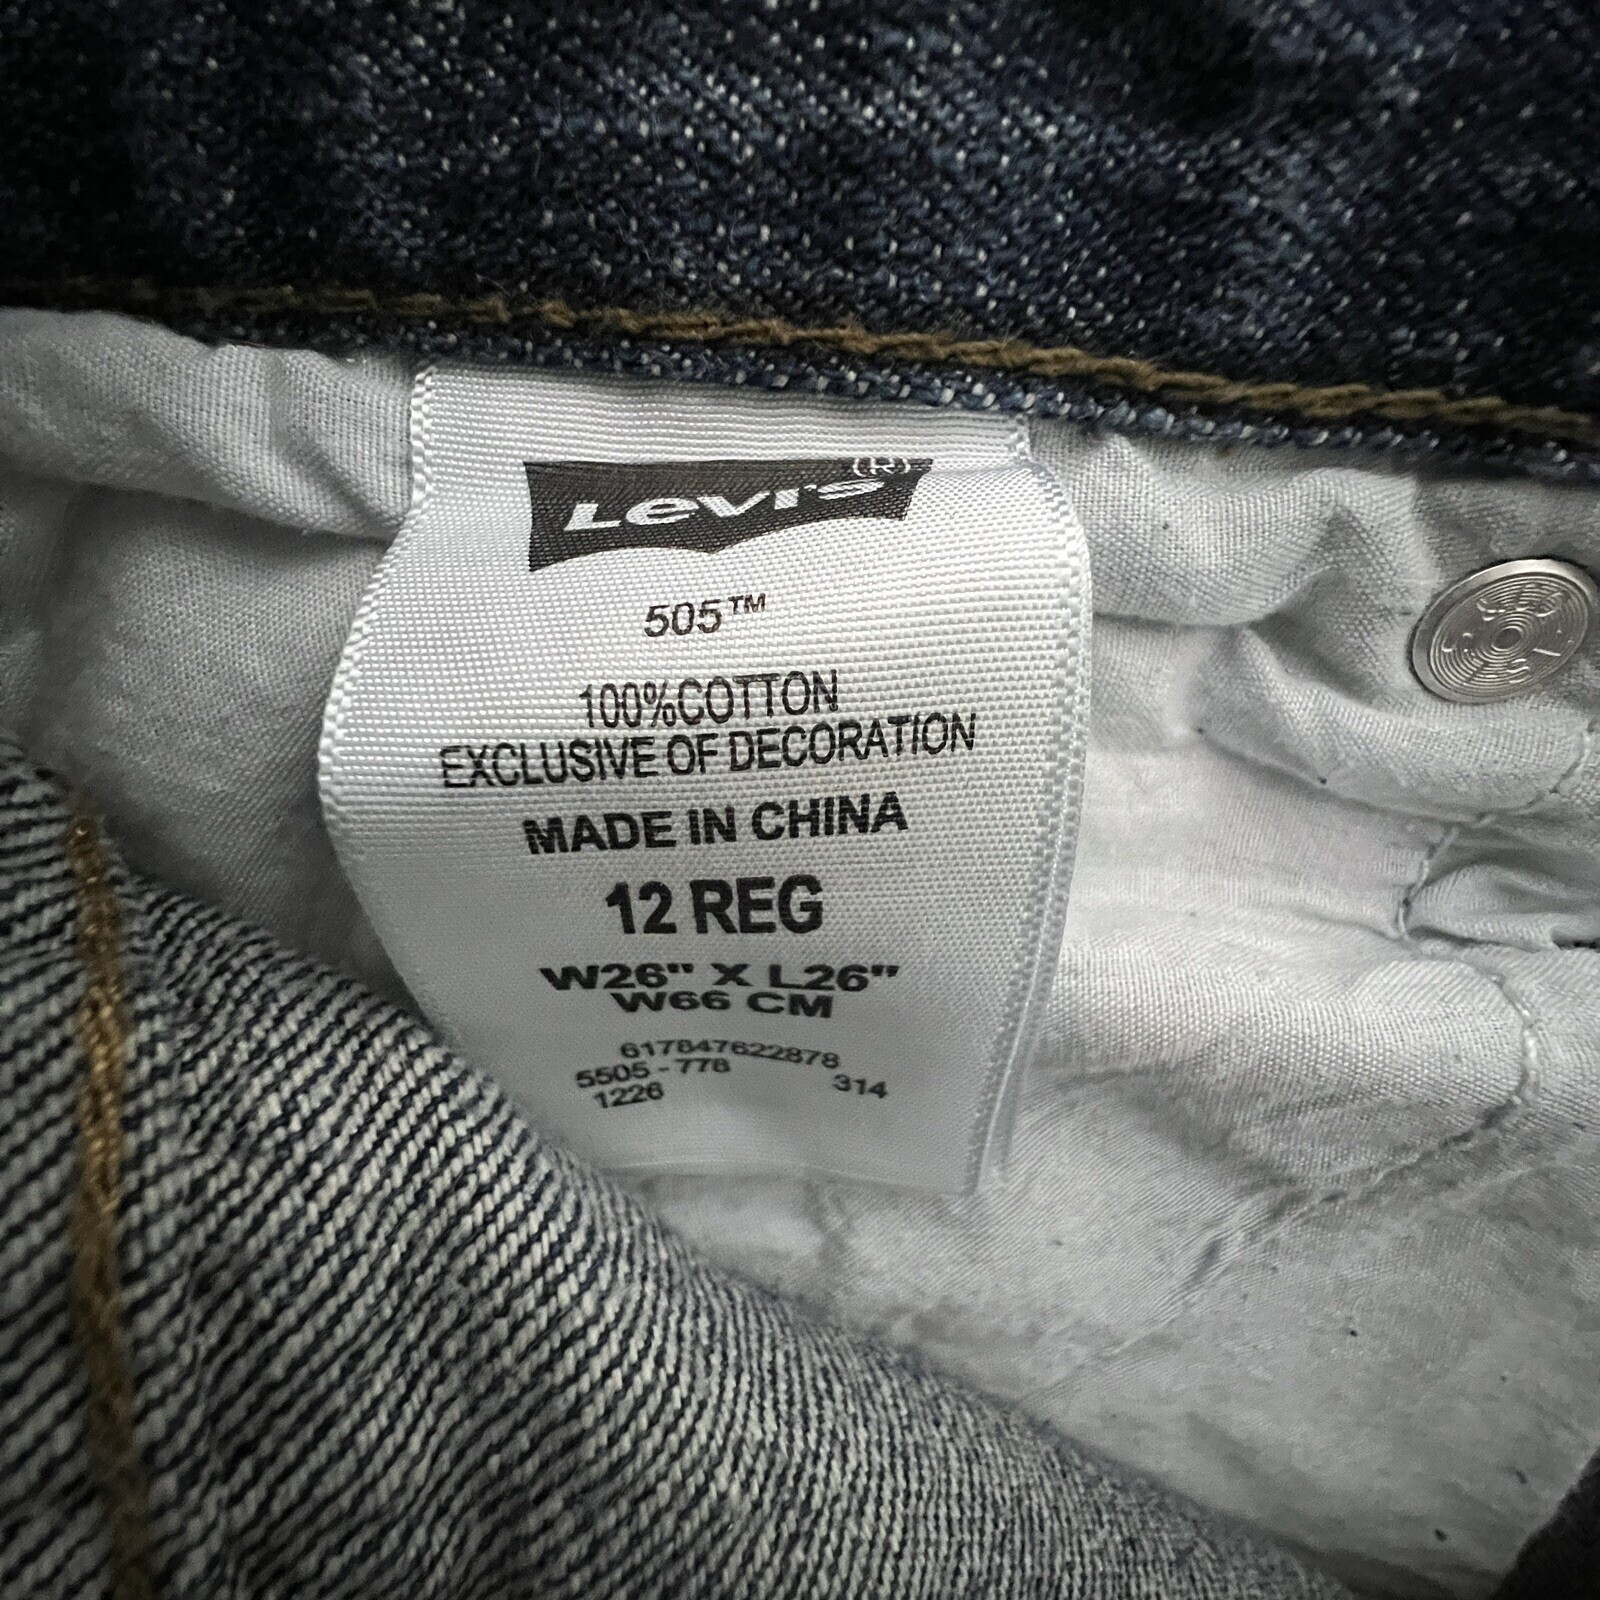 Levi's (R)
505™
100%COTTON
EXCLUSIVE OF DECORATION
MADE IN CHINA
12 REG
W26" X L26"
W66 CM
617847622878
5505-778 314
1226